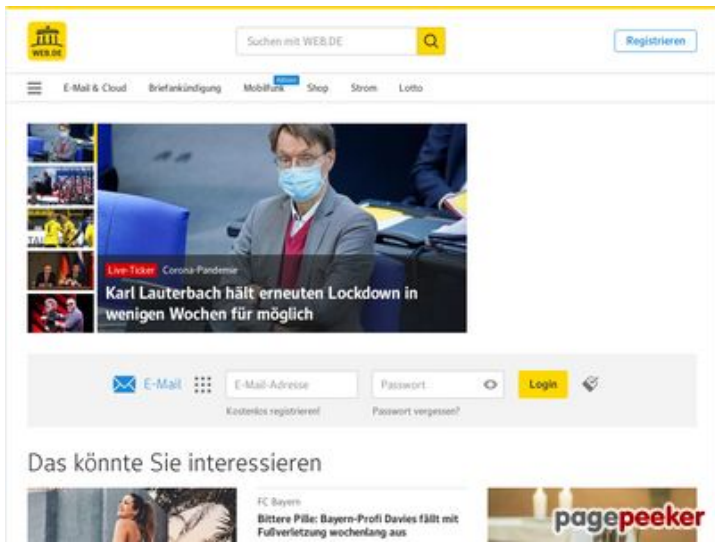 WEB.DE
Suchen mit WEB.DE
Registrieren
E-Mail & Cloud
Briefankündigung
Mobilfunk
Shop
Strom
Lotto
Live-Ticker Corona-Pandemie
Karl Lauterbach hält erneuten Lockdown in
wenigen Wochen für möglich
E-Mail
E-Mail-Adresse
Passwort
Login
Kostenlos registrieren!
Passwort vergessen?
Das könnte Sie interessieren
FC Bayern
Bittere Pille: Bayern-Profi Davies fällt mit
Fußverletzung wochenlang aus
pagepeeker